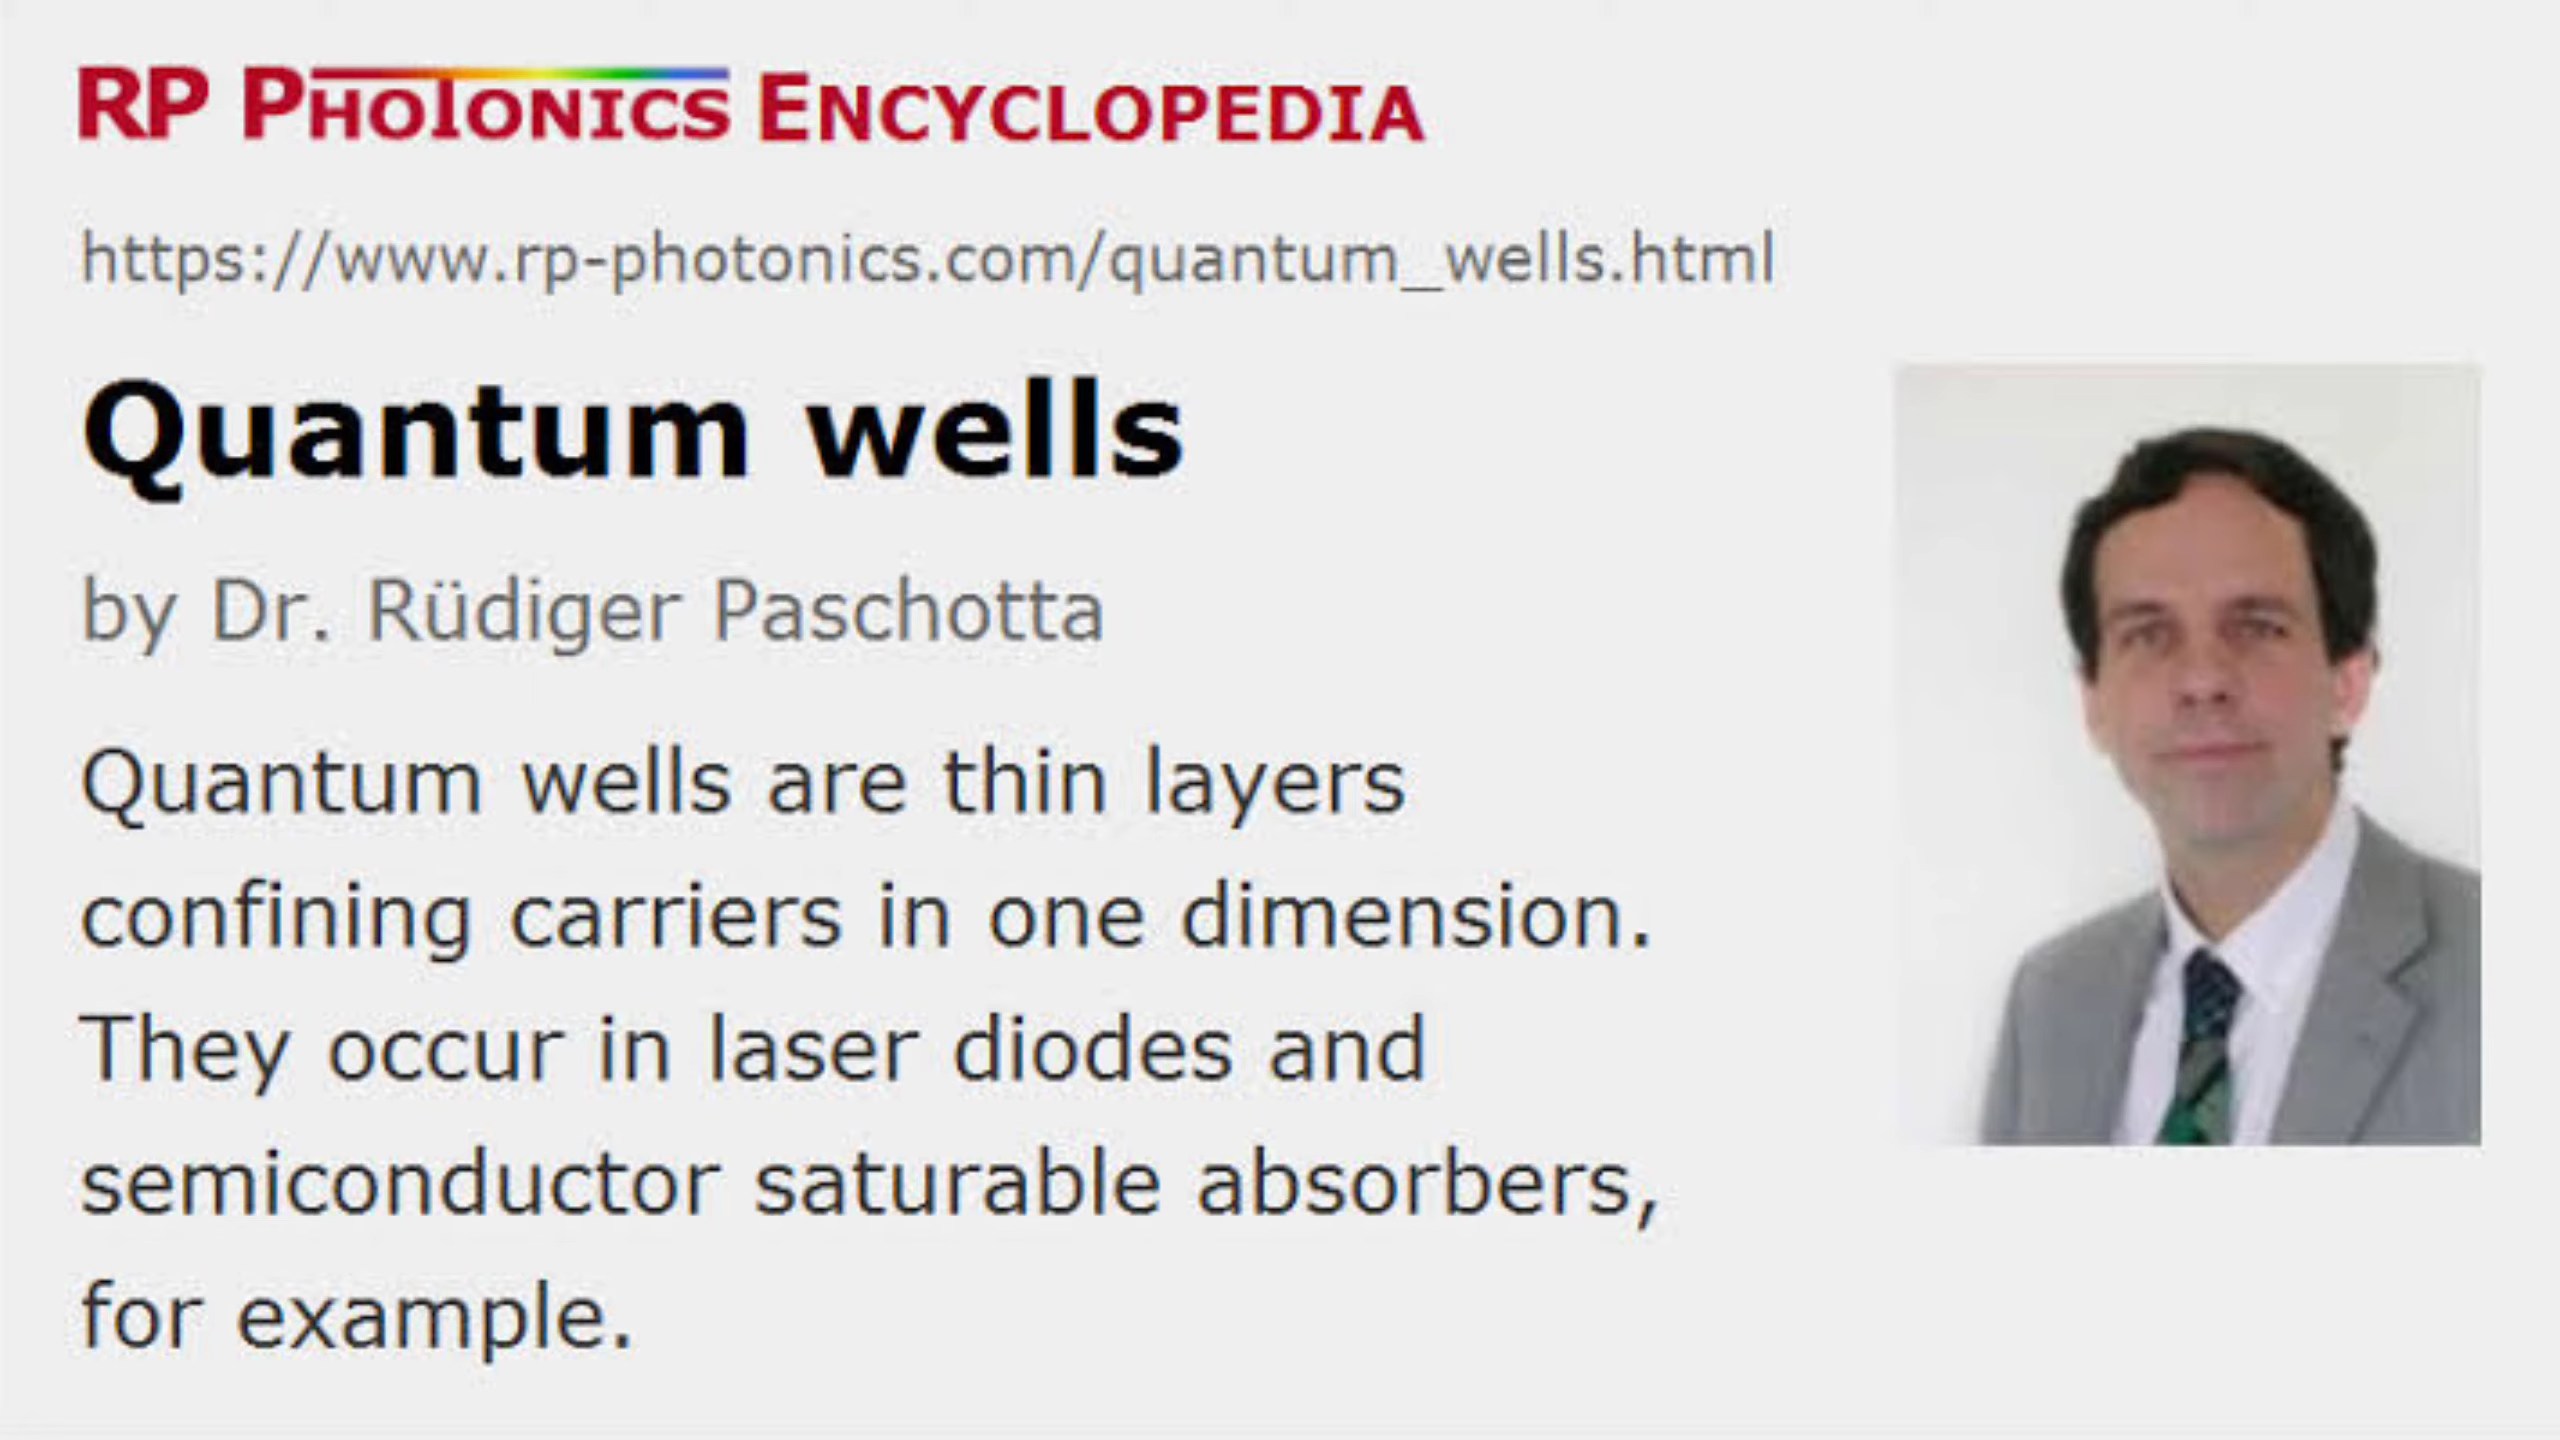 RP PHOTONICS ENCYCLOPEDIA
https://www.rp-photonics.com/quantum_wells.html
Quantum wells
by Dr. Rüdiger Paschotta
Quantum wells are thin layers
confining carriers in one dimension.
They occur in laser diodes and
semiconductor saturable absorbers,
for example.